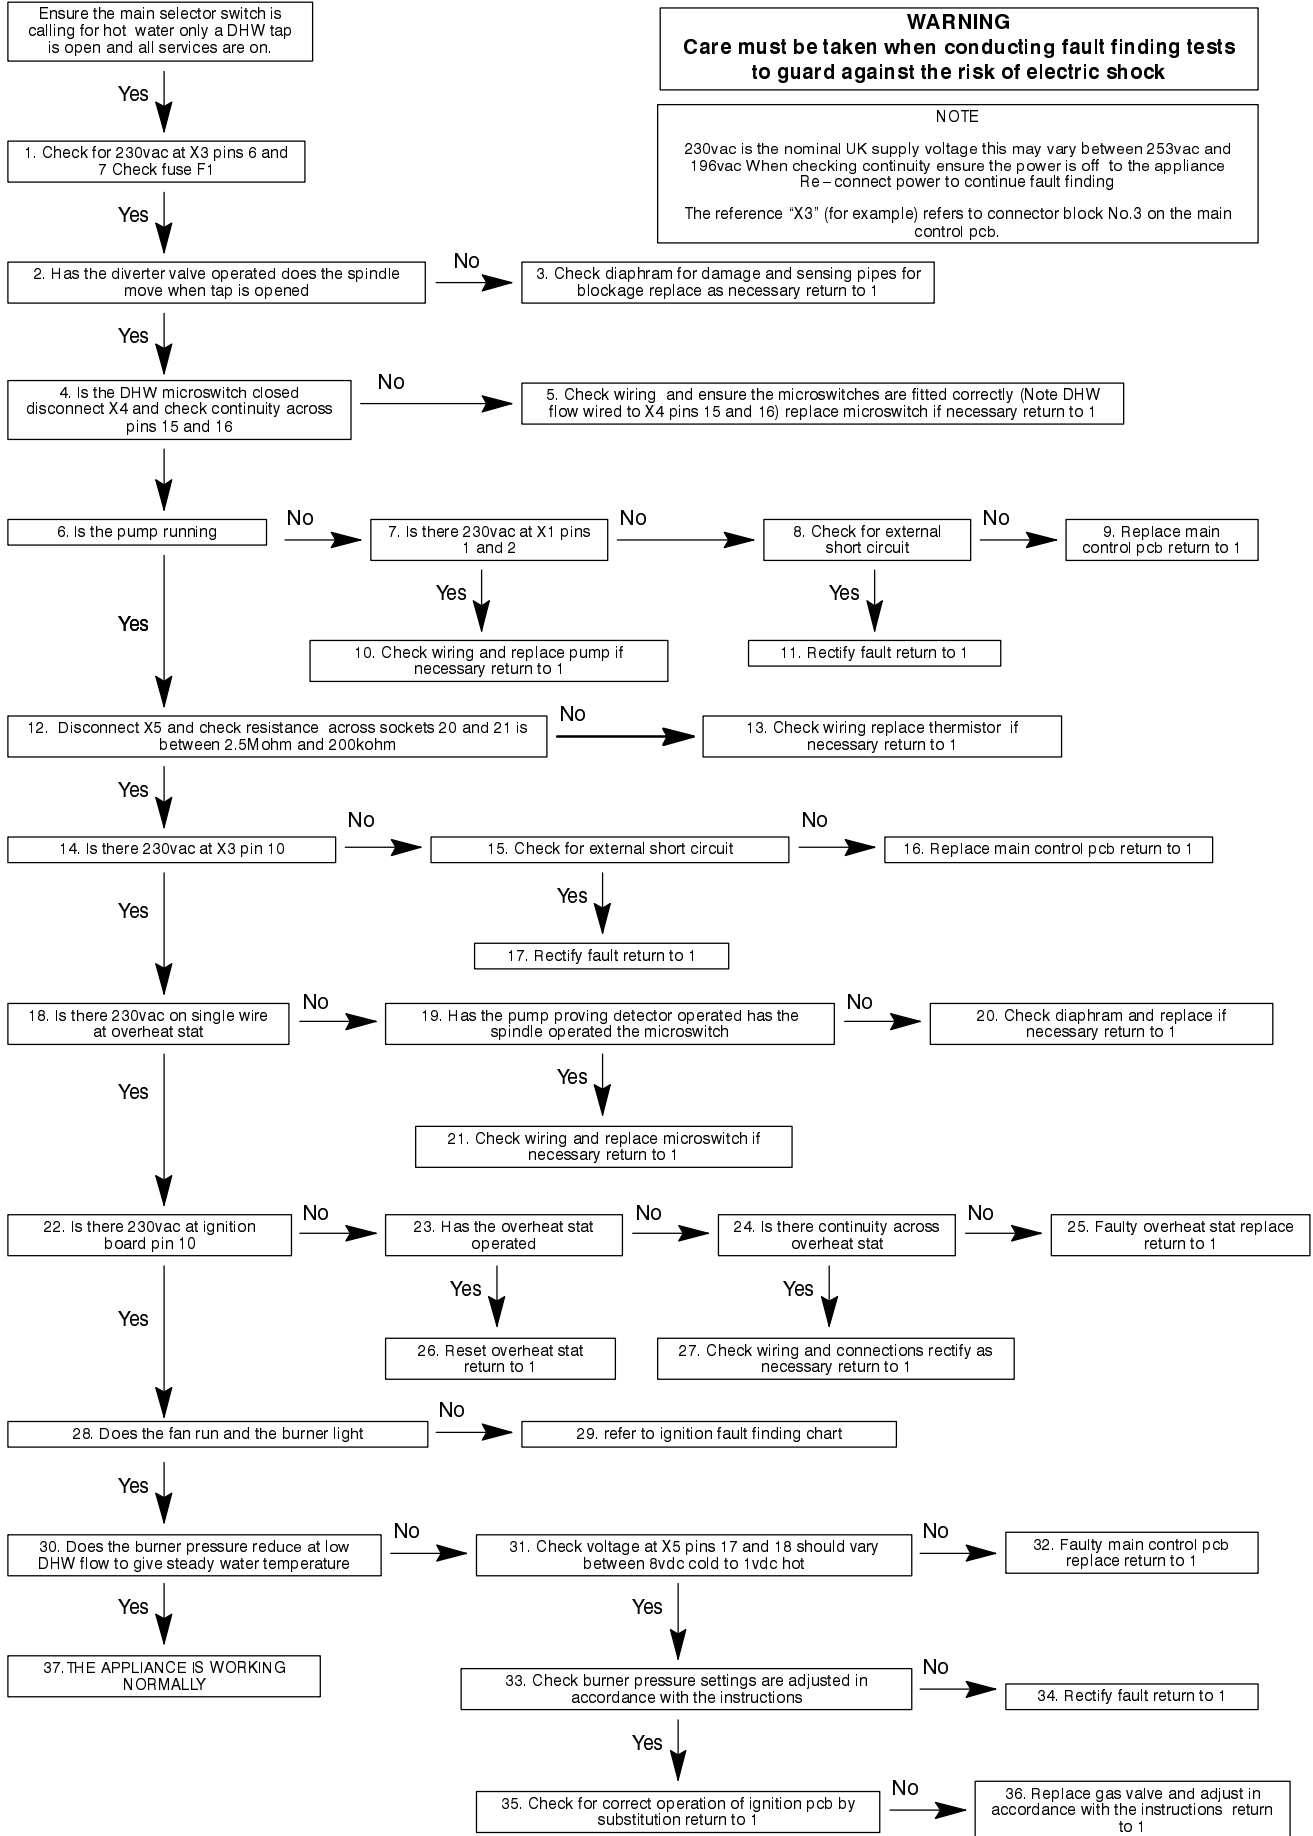 Ensure the main selector switch is
calling for hot water only a DHW tap
is open and all services are on.
WARNING
Care must be taken when conducting fault finding tests
to guard against the risk of electric shock
NOTE
230vac is the nominal UK supply voltage this may vary between 253vac and
196vac When checking continuity ensure the power is off to the appliance
Re–connect power to continue fault finding
The reference “X3” (for example) refers to connector block No.3 on the main
control pcb.
Yes
1. Check for 230vac at X3 pins 6 and
7 Check fuse F1
Yes
2. Has the diverter valve operated does the spindle
move when tap is opened
No
3. Check diaphram for damage and sensing pipes for
blockage replace as necessary return to 1
Yes
4. Is the DHW microswitch closed
disconnect X4 and check continuity across
pins 15 and 16
No
5. Check wiring and ensure the microswitches are fitted correctly (Note DHW
flow wired to X4 pins 15 and 16) replace microswitch if necessary return to 1
6. Is the pump running
No
7. Is there 230vac at X1 pins
1 and 2
No
8. Check for external
short circuit
No
9. Replace main
control pcb return to 1
Yes
Yes
Yes
10. Check wiring and replace pump if
necessary return to 1
11. Rectify fault return to 1
12. Disconnect X5 and check resistance across sockets 20 and 21 is
between 2.5Mohm and 200kohm
No
13. Check wiring replace thermistor if
necessary return to 1
Yes
14. Is there 230vac at X3 pin 10
No
15. Check for external short circuit
No
16. Replace main control pcb return to 1
Yes
Yes
17. Rectify fault return to 1
18. Is there 230vac on single wire
at overheat stat
No
19. Has the pump proving detector operated has the
spindle operated the microswitch
No
20. Check diaphram and replace if
necessary return to 1
Yes
Yes
21. Check wiring and replace microswitch if
necessary return to 1
22. Is there 230vac at ignition
board pin 10
No
23. Has the overheat stat
operated
No
24. Is there continuity across
overheat stat
No
25. Faulty overheat stat replace
return to 1
Yes
Yes
Yes
26. Reset overheat stat
return to 1
27. Check wiring and connections rectify as
necessary return to 1
28. Does the fan run and the burner light
No
29. refer to ignition fault finding chart
Yes
30. Does the burner pressure reduce at low
DHW flow to give steady water temperature
No
31. Check voltage at X5 pins 17 and 18 should vary
between 8vdc cold to 1vdc hot
No
32. Faulty main control pcb
replace return to 1
Yes
Yes
37.THE APPLIANCE IS WORKING
NORMALLY
33. Check burner pressure settings are adjusted in
accordance with the instructions
No
34. Rectify fault return to 1
Yes
35. Check for correct operation of ignition pcb by
substitution return to 1
No
36. Replace gas valve and adjust in
accordance with the instructions return
to 1